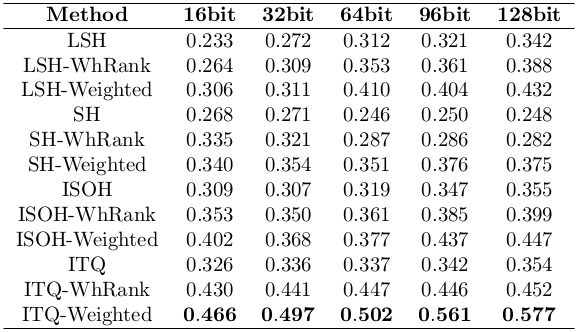 Method 16bit 32bit 64bit 96bit 128bit
LSH 0.233 0.272 0.312 0.321 0.342
LSH-WhRank 0.264 0.309 0.353 0.361 0.388
LSH-Weighted 0.306 0.311 0.410 0.404 0.432
SH 0.268 0.271 0.246 0.250 0.248
SH-WhRank 0.335 0.321 0.287 0.286 0.282
SH-Weighted 0.340 0.354 0.351 0.376 0.375
ISOH 0.309 0.307 0.319 0.347 0.355
ISOH-WhRank 0.353 0.350 0.361 0.385 0.399
ISOH-Weighted 0.402 0.368 0.377 0.437 0.447
ITQ 0.326 0.336 0.337 0.342 0.354
ITQ-WhRank 0.430 0.441 0.447 0.446 0.452
ITQ-Weighted 0.466 0.497 0.502 0.561 0.577